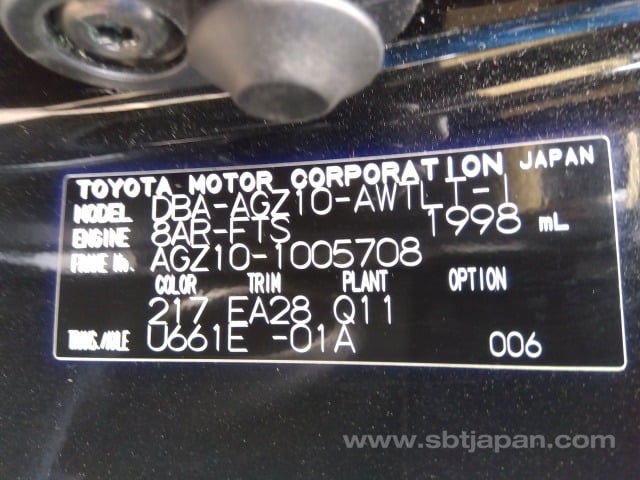 TOYOTA MOTOR CORPORATION JAPAN
MODEL DBA-AGZ10-AWTLT-I
ENGINE 8AR-FTS 1998 mL
FRAME No. AGZ10-1005708
COLOR TRIM PLANT OPTION
217 EA28 Q11
TRANS./AXLE U661E -01A 006
www.sbtjapan.com